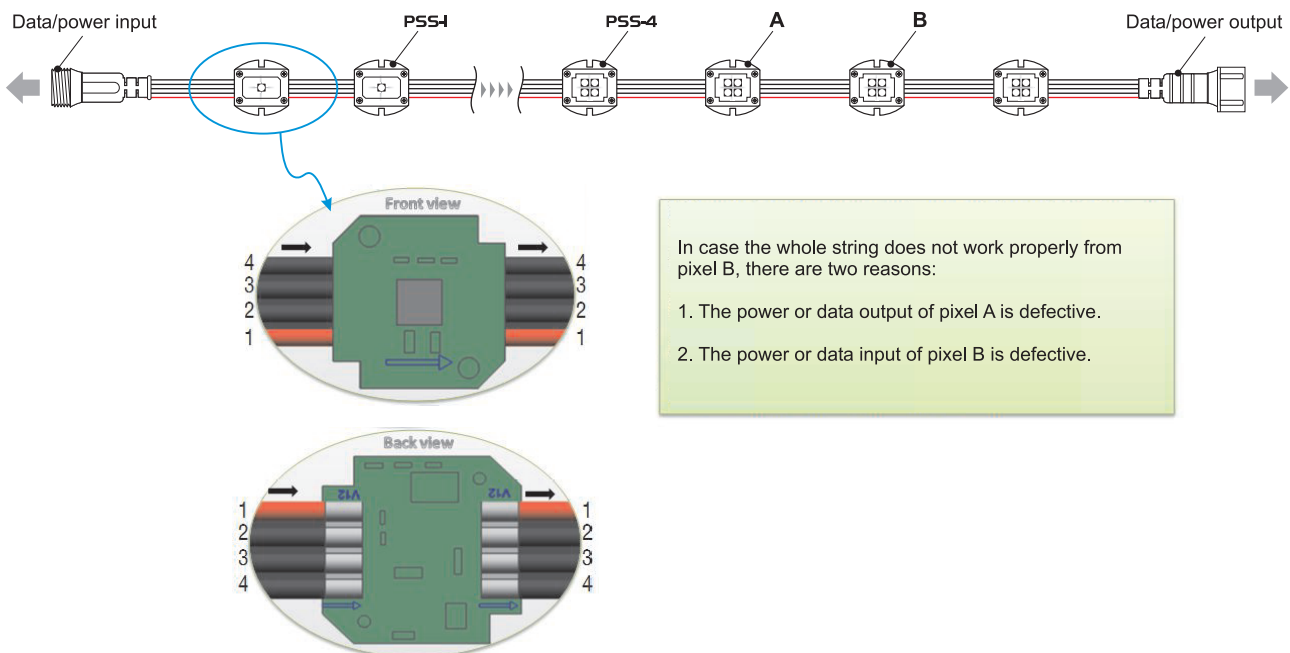 Data/power input
PSS-1
PSS-4
A
B
Data/power output
Front view
4
3
2
1
4
3
2
1
In case the whole string does not work properly from
pixel B, there are two reasons:
1. The power or data output of pixel A is defective.
2. The power or data input of pixel B is defective.
Back view
V12
V12
1
2
3
4
1
2
3
4